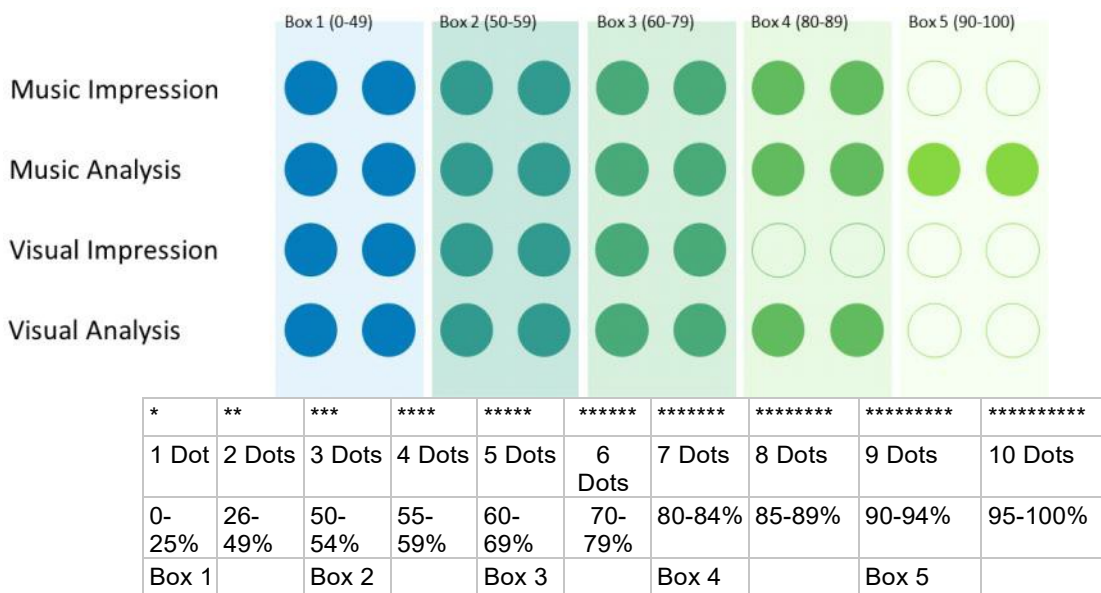 Box 1 (0-49) Box 2 (50-59) Box 3 (60-79) Box 4 (80-89) Box 5 (90-100)
Music Impression
Music Analysis
Visual Impression
Visual Analysis
* ** *** **** ***** ****** ******* ******** ********* **********
1 Dot 2 Dots 3 Dots 4 Dots 5 Dots 6 Dots 7 Dots 8 Dots 9 Dots 10 Dots
0-25% 26-49% 50-54% 55-59% 60-69% 70-79% 80-84% 85-89% 90-94% 95-100%
Box 1 Box 2 Box 3 Box 4 Box 5